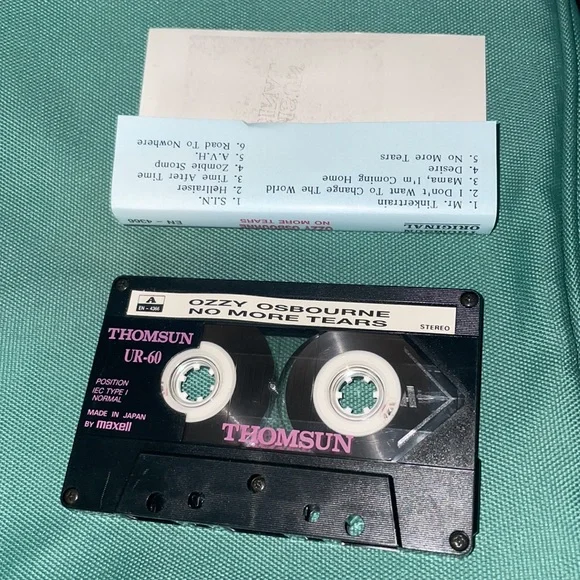 THOMSUN
ORIGINAL
OZZY OSBOURNE
NO MORE TEARS
EN - 4366
1. Mr. Tinkertrain
2. I Don't Want To Change The World
3. Mama, I'm Coming Home
4. Desire
5. No More Tears
1. S.I.N.
2. Hellraiser
3. Time After Time
4. Zombie Stomp
5. A.V.H.
6. Road To Nowhere
A
EN - 4366
OZZY OSBOURNE
NO MORE TEARS
STEREO
THOMSUN
UR-60
POSITION
IEC TYPE I
NORMAL
MADE IN JAPAN
BY maxell
THOMSUN